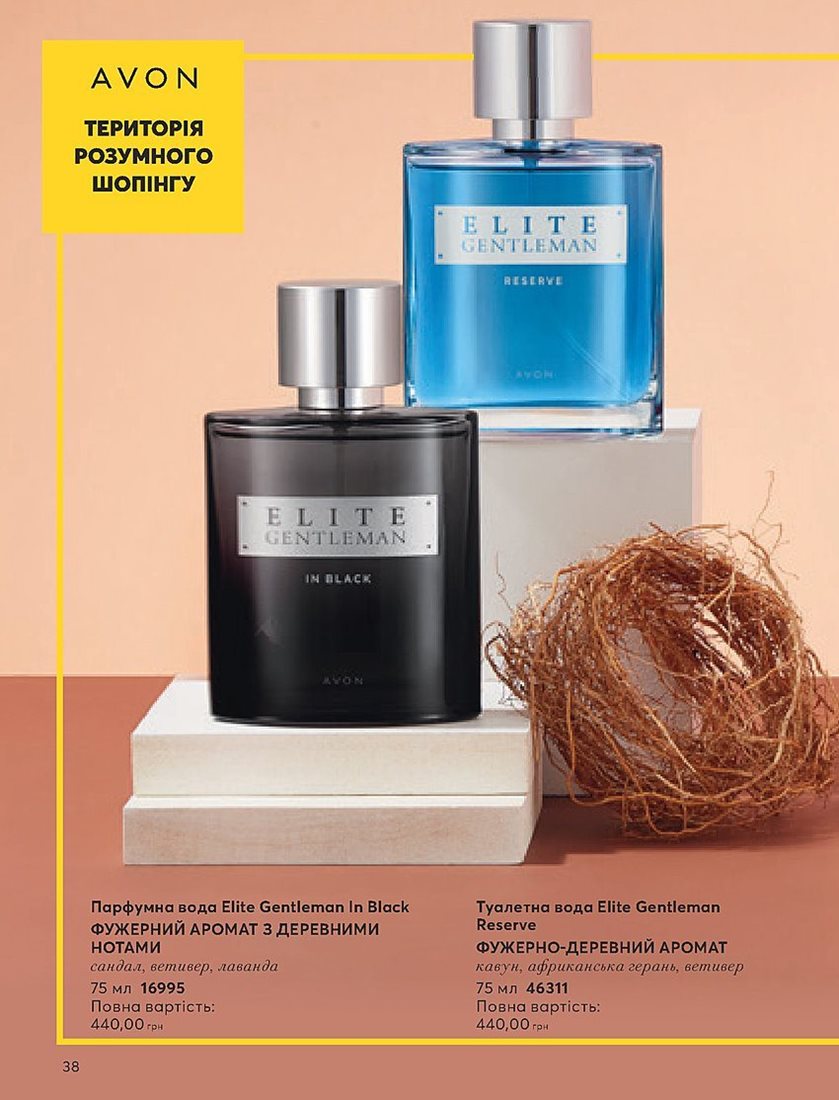 AVON
ТЕРИТОРІЯ
РОЗУМНОГО
ШОПІНГУ
ELITE
GENTLEMAN
RESERVE
AVON
ELITE
GENTLEMAN
IN BLACK
AVON
Парфумна вода Elite Gentleman In Black
ФУЖЕРНИЙ АРОМАТ З ДЕРЕВНИМИ
НОТАМИ
сандал, ветивер, лаванда
75 мл 16995
Повна вартість:
440,00 грн
Туалетна вода Elite Gentleman
Reserve
ФУЖЕРНО-ДЕРЕВНИЙ АРОМАТ
кавун, африканська герань, ветивер
75 мл 46311
Повна вартість:
440,00 грн
38